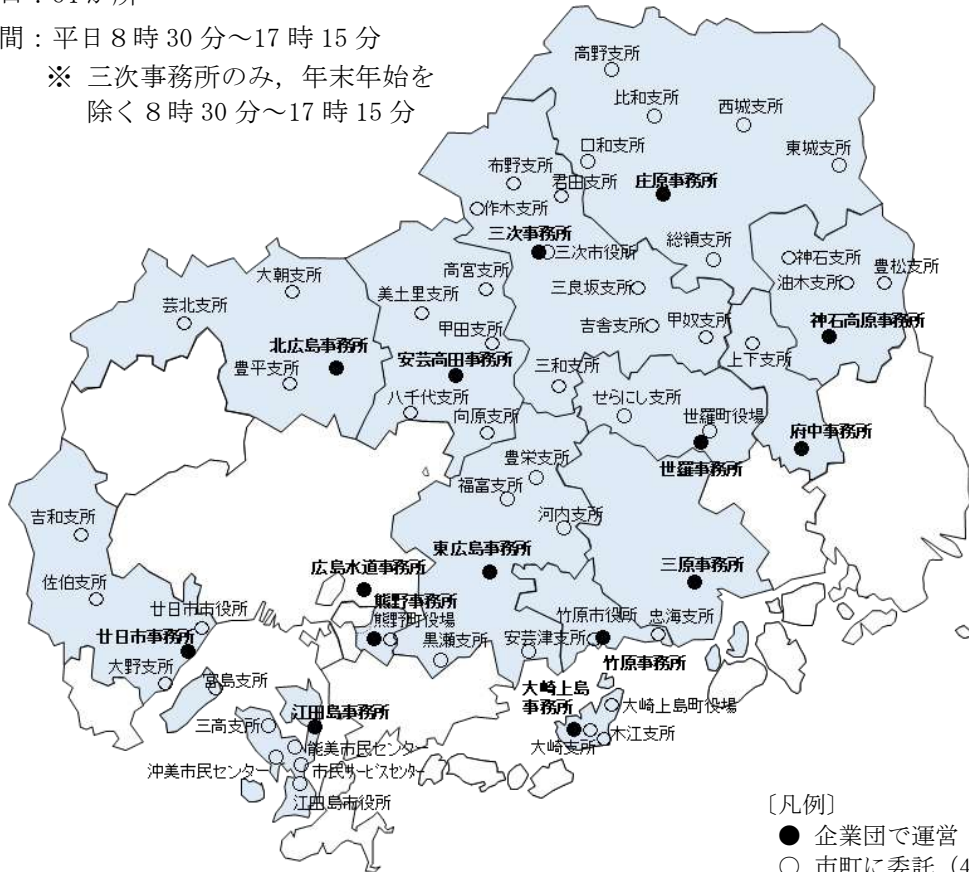 間：平日８時 30 分～17 時 15 分
※ 三次事務所のみ，年末年始を
除く８時 30 分～17 時 15 分
高野支所
比和支所
西城支所
口和支所
東城支所
布野支所
君田支所
庄原事務所
作木支所
三次事務所
三次市役所
総領支所
神石支所
豊松支所
油木支所
大朝支所
高宮支所
美土里支所
三良坂支所
芸北支所
甲田支所
吉舎支所
甲奴支所
神石高原事務所
北広島事務所
安芸高田事務所
上下支所
豊平支所
三和支所
せらにし支所
八千代支所
向原支所
世羅町役場
府中事務所
世羅事務所
豊栄支所
福富支所
吉和支所
河内支所
東広島事務所
広島水道事務所
三原事務所
佐伯支所
熊野事務所
熊野町役場
廿日市市役所
竹原市役所
忠海支所
廿日市事務所
黒瀬支所
安芸津支所
竹原事務所
大野支所
宮島支所
大崎上島
事務所
大崎上島町役場
江田島事務所
三高支所
木江支所
大崎支所
能美市民センター
沖美市民センター
市民サービスセンター
江田島市役所
〔凡例〕
● 企業団で運営
○ 市町に委託（4